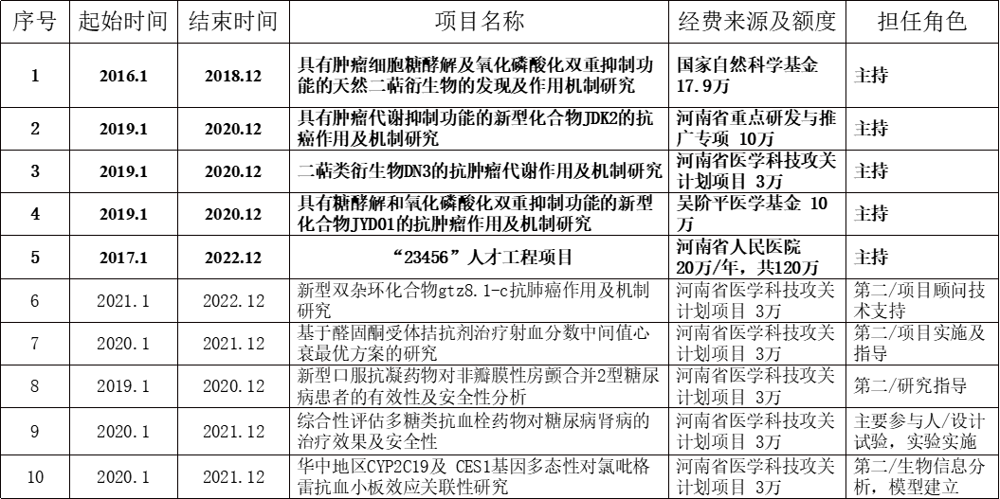 序号 起始时间 结束时间 项目名称 经费来源及额度 担任角色
1 2016.1 2018.12 具有肿瘤细胞糖酵解及氧化磷酸化双重抑制功 国家自然科学基金 主持
能的天然二萜衍生物的发现及作用机制研究 17.9万
2 2019.1 2020.12 具有肿瘤代谢抑制功能的新型化合物JDK2的抗 河南省重点研发与推 主持
癌作用及机制研究 广专项 10万
3 2019.1 2020.12 二萜类衍生物DN3的抗肿瘤代谢作用及机制研究 河南省医学科技攻关 主持
计划项目 3万
4 2019.1 2020.12 具有糖酵解和氧化磷酸化双重抑制功能的新型 吴阶平医学基金 10 主持
化合物JYD01的抗肿瘤作用及机制研究 万
5 2017.1 2022.12 “23456”人才工程项目 河南省人民医院 主持
20万/年，共120万
6 2021.1 2022.12 新型双杂环化合物gtz8.1-c抗肺癌作用及机制 河南省医学科技攻关 第二/项目顾问技
研究 计划项目 3万 术支持
7 2020.1 2021.12 基于醛固酮受体拮抗剂治疗射血分数中间值心 河南省医学科技攻关 第二/项目实施及
衰最优方案的研究 计划项目 3万 指导
8 2019.1 2020.12 新型口服抗凝药物对非瓣膜性房颤合并2型糖尿 河南省医学科技攻关 第二/研究指导
病患者的有效性及安全性分析 计划项目 3万
9 2020.1 2021.12 综合性评估多糖类抗血栓药物对糖尿病肾病的 河南省医学科技攻关 主要参与人/设计
治疗效果及安全性 计划项目 3万 试验，实验实施
10 2020.1 2021.12 华中地区CYP2C19及 CES1基因多态性对氯吡格 河南省医学科技攻关 第二/生物信息分
雷抗血小板效应关联性研究 计划项目 3万 析，模型建立